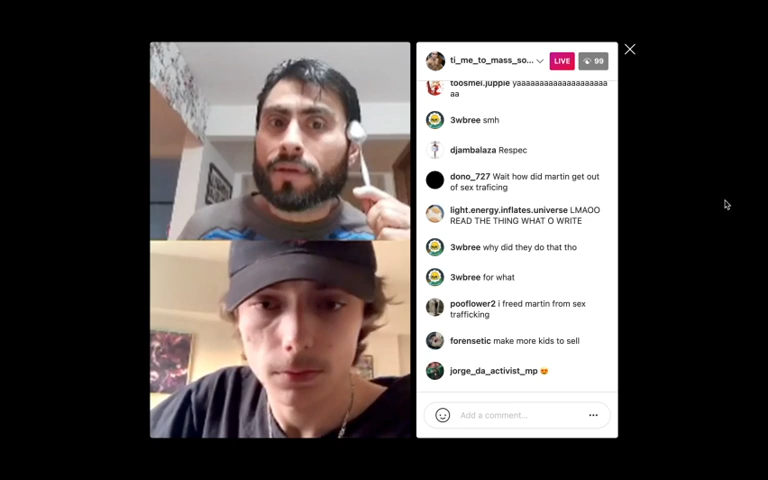 ti_me_to_mass_so...
LIVE
99
toosmel.juppie yaaaaaaaaaaaaaaaaaaaaa
aa
3wbree smh
djambalaza Respec
dono_727 Wait how did martin get out
of sex traficing
light.energy.inflates.universe LMAOO
READ THE THING WHAT O WRITE
3wbree why did they do that tho
3wbree for what
pooflower2 i freed martin from sex
trafficking
forensetic make more kids to sell
jorge_da_activist_mp 😍
Add a comment...